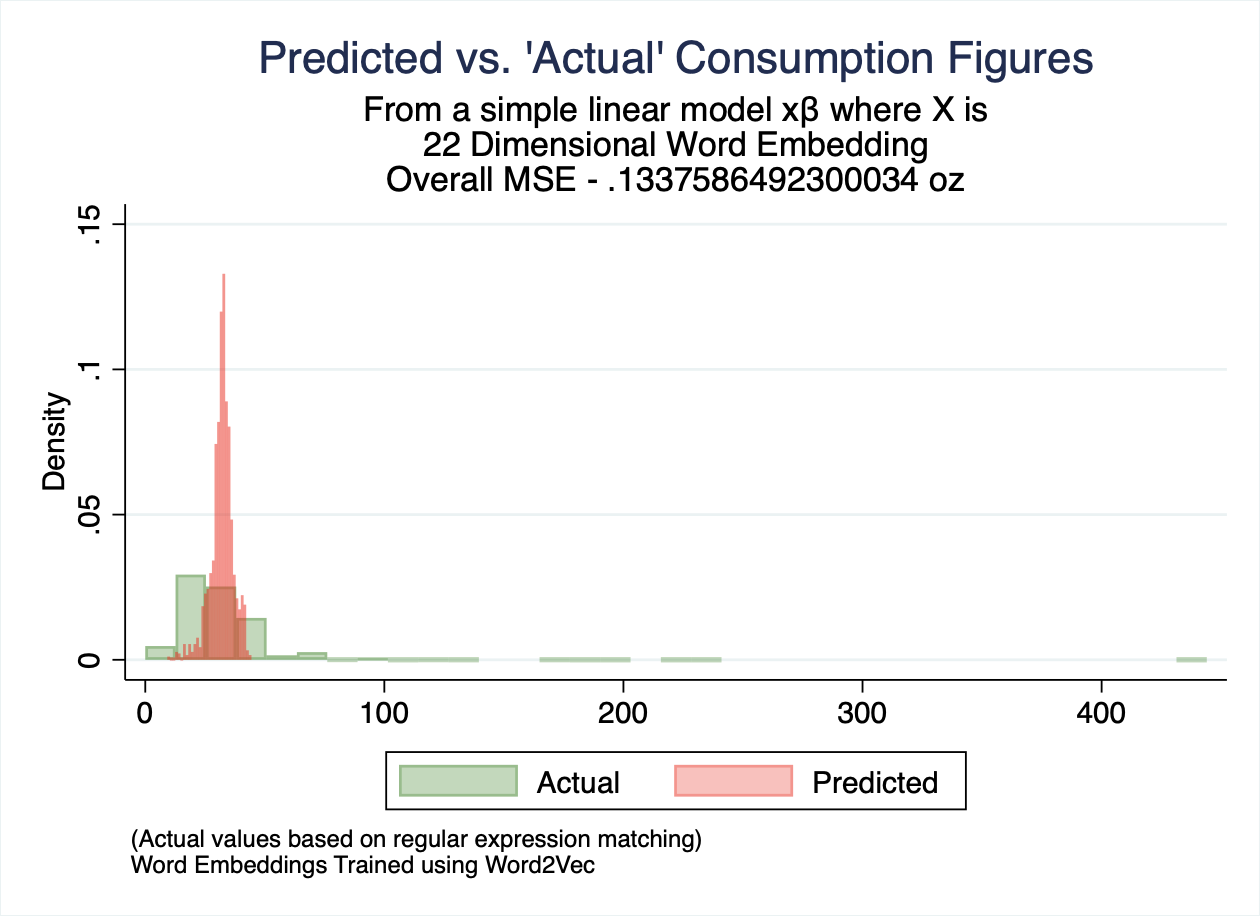 Predicted vs. 'Actual' Consumption Figures
From a simple linear model xβ where X is
22 Dimensional Word Embedding
Overall MSE - .1337586492300034 oz
.15
.1
.05
0
Density
0 100 200 300 400
Actual Predicted
(Actual values based on regular expression matching)
Word Embeddings Trained using Word2Vec